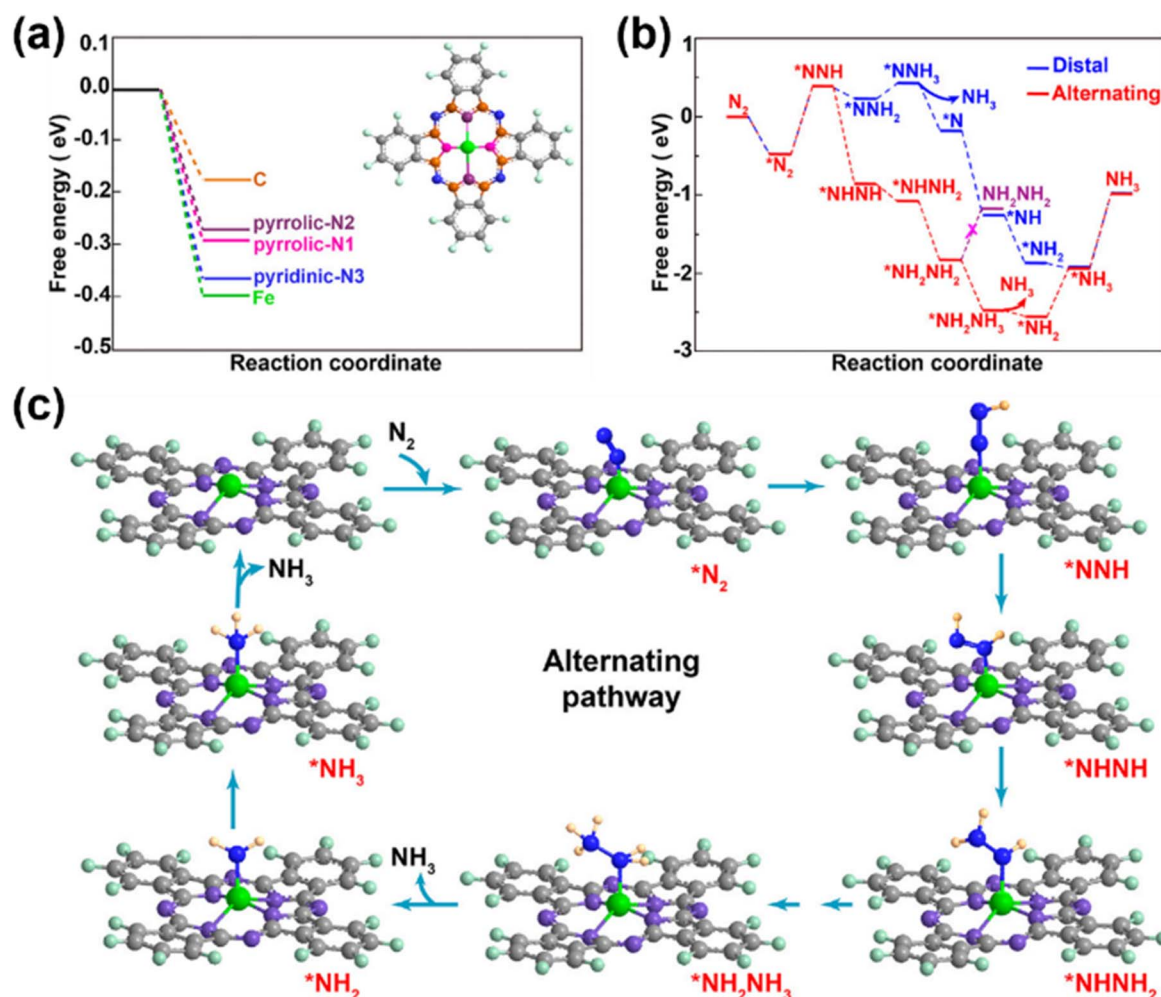 (a)
0.1
0.0
-0.1
-0.2
-0.3
-0.4
-0.5
Free energy ( eV)
C
pyrrolic-N2
pyrrolic-N1
pyridinic-N3
Fe
Reaction coordinate
(b)
1
0
-1
-2
-3
Free energy ( eV)
Distal
Alternating
N₂
*N₂
*NNH
*NNH₂
*NNH₃
NH₃
*N
*NHNH
*NHNH₂
NH₂NH₂
*NH
*NH₂NH₂
*NH₂
NH₃
*NH₂NH₃
*NH₂
*NH₃
NH₃
x
Reaction coordinate
(c)
N₂
*N₂
*NNH
NH₃
Alternating
pathway
*NH₃
*NHNH
NH₃
*NH₂
*NH₂NH₃
*NHNH₂